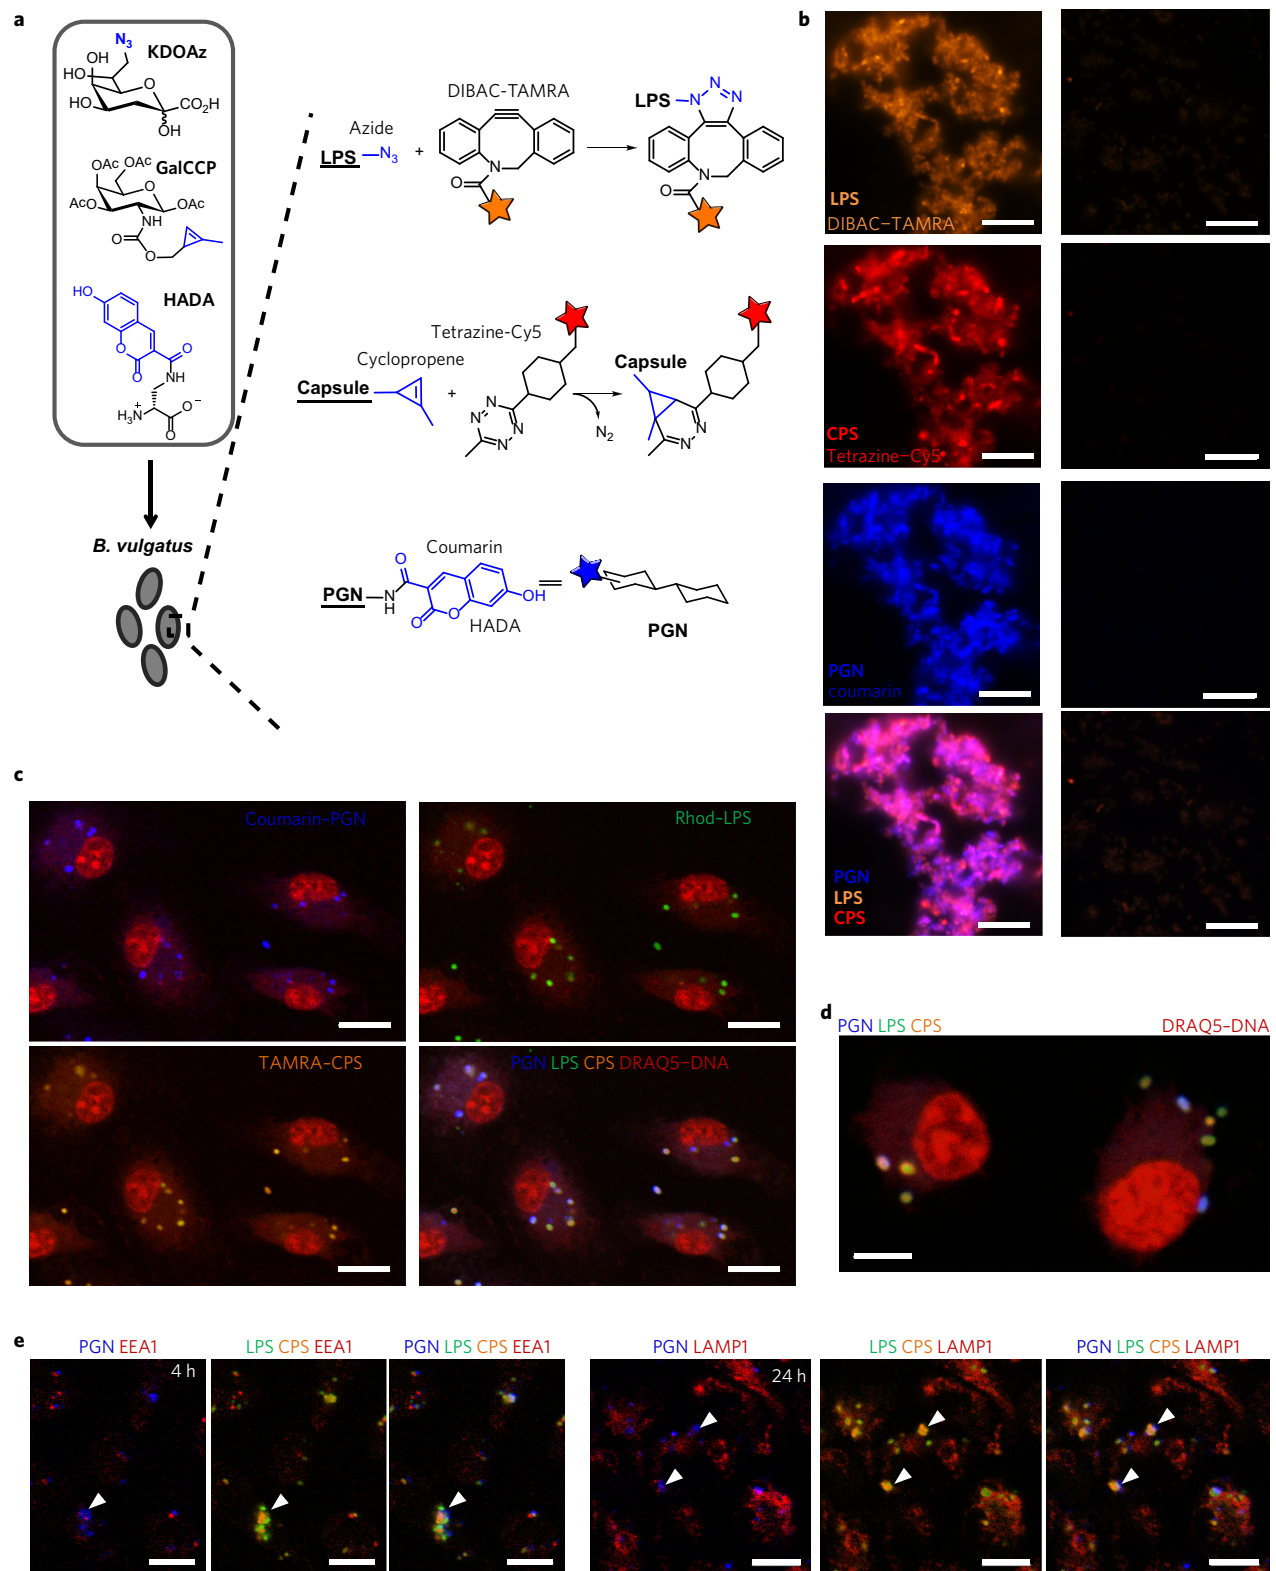 a
N3
KDOAz
OH
HO
O
HO
CO2H
OH
OAc
OAc
GalCCP
O
AcO
OAc
NH
O
O
HO
HADA
O
O
O
NH
H3N+
O−
O
B. vulgatus
Azide
LPS
N3
+
DIBAC-TAMRA
N
O
LPS
N
N
N
N
O
Tetrazine-Cy5
Cyclopropene
Capsule
+
N
N
N
N
N2
Capsule
N
N
Coumarin
PGN
N
H
O
O
O
OH
HADA
PGN
b
LPS
DIBAC–TAMRA
CPS
Tetrazine–Cy5
PGN
coumarin
PGN
LPS
CPS
c
Coumarin-PGN
Rhod–LPS
TAMRA–CPS
PGN LPS CPS DRAQ5–DNA
d
PGN LPS CPS
DRAQ5–DNA
e
PGN EEA1
4 h
LPS CPS EEA1
PGN LPS CPS EEA1
PGN LAMP1
24 h
LPS CPS LAMP1
PGN LPS CPS LAMP1